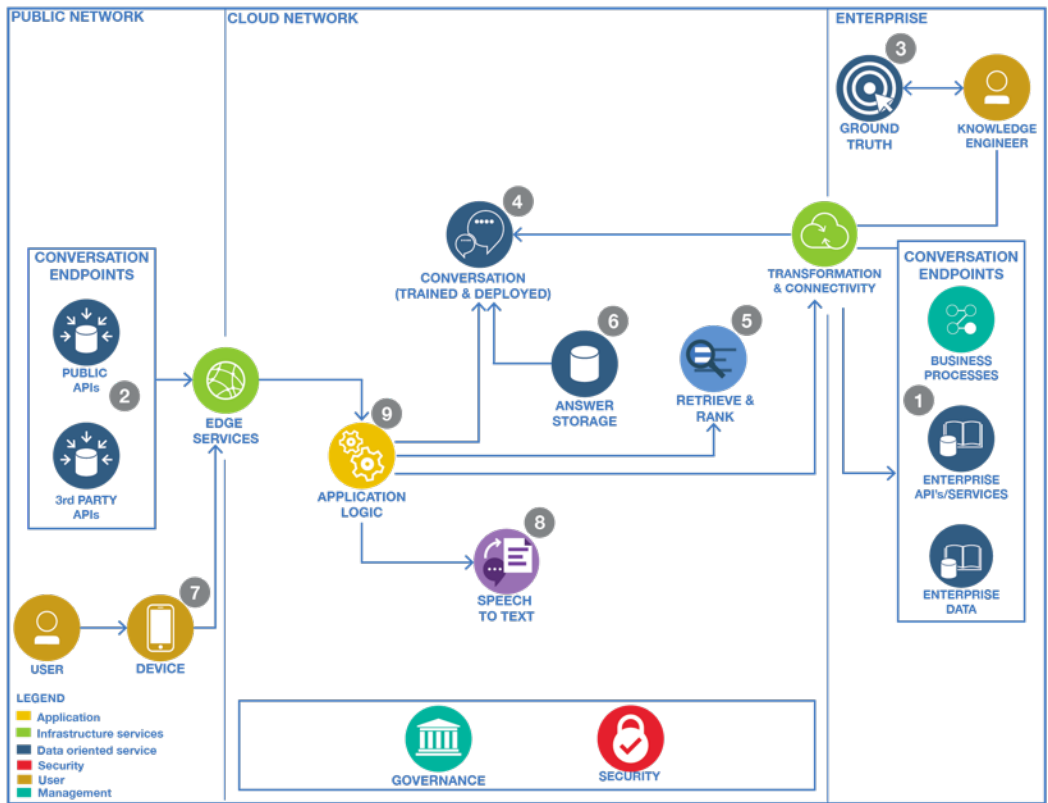 PUBLIC NETWORK
CLOUD NETWORK
ENTERPRISE
3
GROUND
TRUTH
KNOWLEDGE
ENGINEER
4
CONVERSATION
(TRAINED & DEPLOYED)
TRANSFORMATION
& CONNECTIVITY
CONVERSATION
ENDPOINTS
PUBLIC
APIs
2
3rd PARTY
APIs
EDGE
SERVICES
6
ANSWER
STORAGE
5
RETRIEVE &
RANK
CONVERSATION
ENDPOINTS
BUSINESS
PROCESSES
1
ENTERPRISE
API's/SERVICES
ENTERPRISE
DATA
9
APPLICATION
LOGIC
8
SPEECH
TO TEXT
7
USER
DEVICE
LEGEND
Application
Infrastructure services
Data oriented service
Security
User
Management
GOVERNANCE
SECURITY